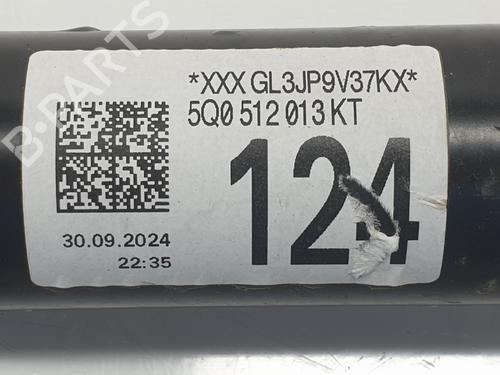 *XXX GL3JP9V37KX*
5Q0 512 013 KT
124
30.09.2024
22:35
B-PARTS